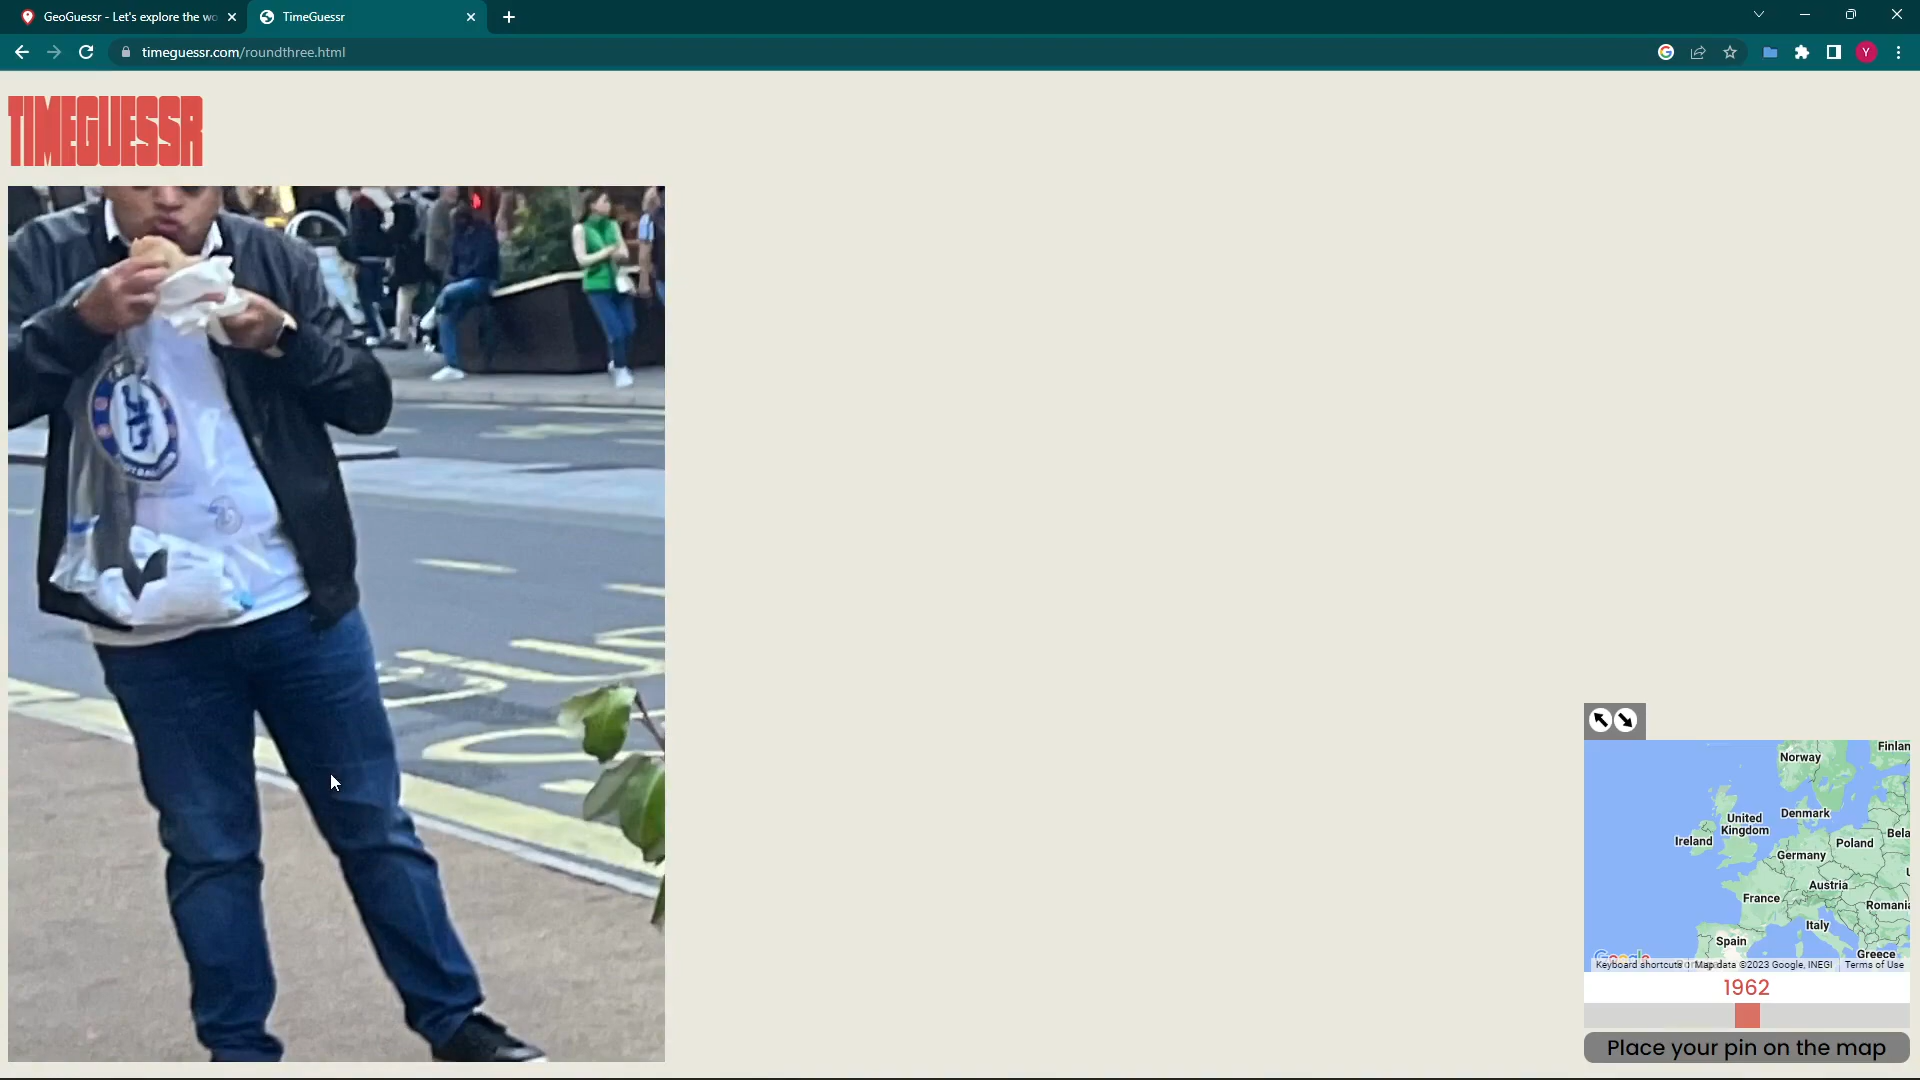 GeoGuessr - Let's explore the wo
TimeGuessr
timeguessr.com/roundthree.html
Y
TIMEGUESSR
Norway
Finlan
United Kingdom
Denmark
Ireland
Bela
Poland
Germany
Austria
France
Romania
Italy
Spain
Greece
Google
Keyboard shortcuts
Map data ©2023 Google, INEGI
Terms of Use
1962
Place your pin on the map